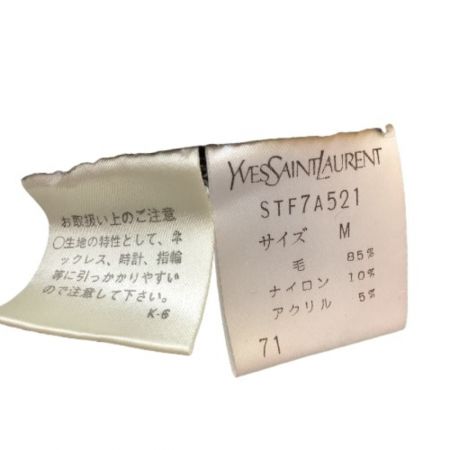 お取扱い上のご注意
○生地の特性として、ネ
ックレス、時計、指輪
等に引っかかりやすい
ので注意して下さい。
K-6
YVESSAINTLAURENT
STF7A521
サイズ M
毛 85%
ナイロン 10%
アクリル 5%
71